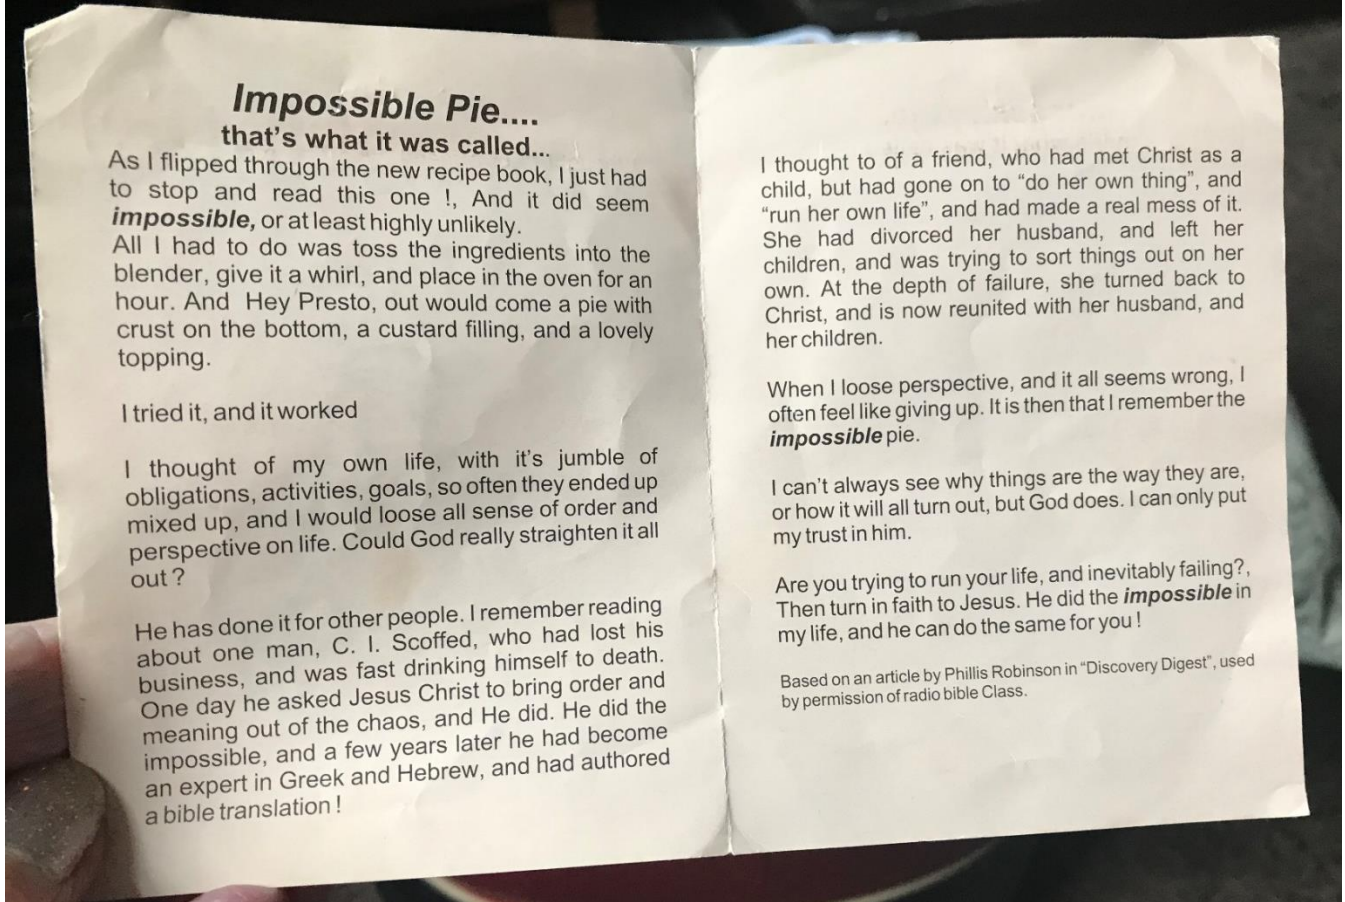 Impossible Pie....
that's what it was called...
As I flipped through the new recipe book, I just had
to stop and read this one !, And it did seem
impossible, or at least highly unlikely.
All I had to do was toss the ingredients into the
blender, give it a whirl, and place in the oven for an
hour. And Hey Presto, out would come a pie with
crust on the bottom, a custard filling, and a lovely
topping.
I tried it, and it worked
I thought of my own life, with it's jumble of
obligations, activities, goals, so often they ended up
mixed up, and I would loose all sense of order and
perspective on life. Could God really straighten it all
out ?
He has done it for other people. I remember reading
about one man, C. I. Scoffed, who had lost his
business, and was fast drinking himself to death.
One day he asked Jesus Christ to bring order and
meaning out of the chaos, and He did. He did the
impossible, and a few years later he had become
an expert in Greek and Hebrew, and had authored
a bible translation !
I thought to of a friend, who had met Christ as a
child, but had gone on to “do her own thing”, and
“run her own life”, and had made a real mess of it.
She had divorced her husband, and left her
children, and was trying to sort things out on her
own. At the depth of failure, she turned back to
Christ, and is now reunited with her husband, and
her children.
When I loose perspective, and it all seems wrong, I
often feel like giving up. It is then that I remember the
impossible pie.
I can't always see why things are the way they are,
or how it will all turn out, but God does. I can only put
my trust in him.
Are you trying to run your life, and inevitably failing?,
Then turn in faith to Jesus. He did the impossible in
my life, and he can do the same for you !
Based on an article by Phillis Robinson in “Discovery Digest”, used
by permission of radio bible Class.